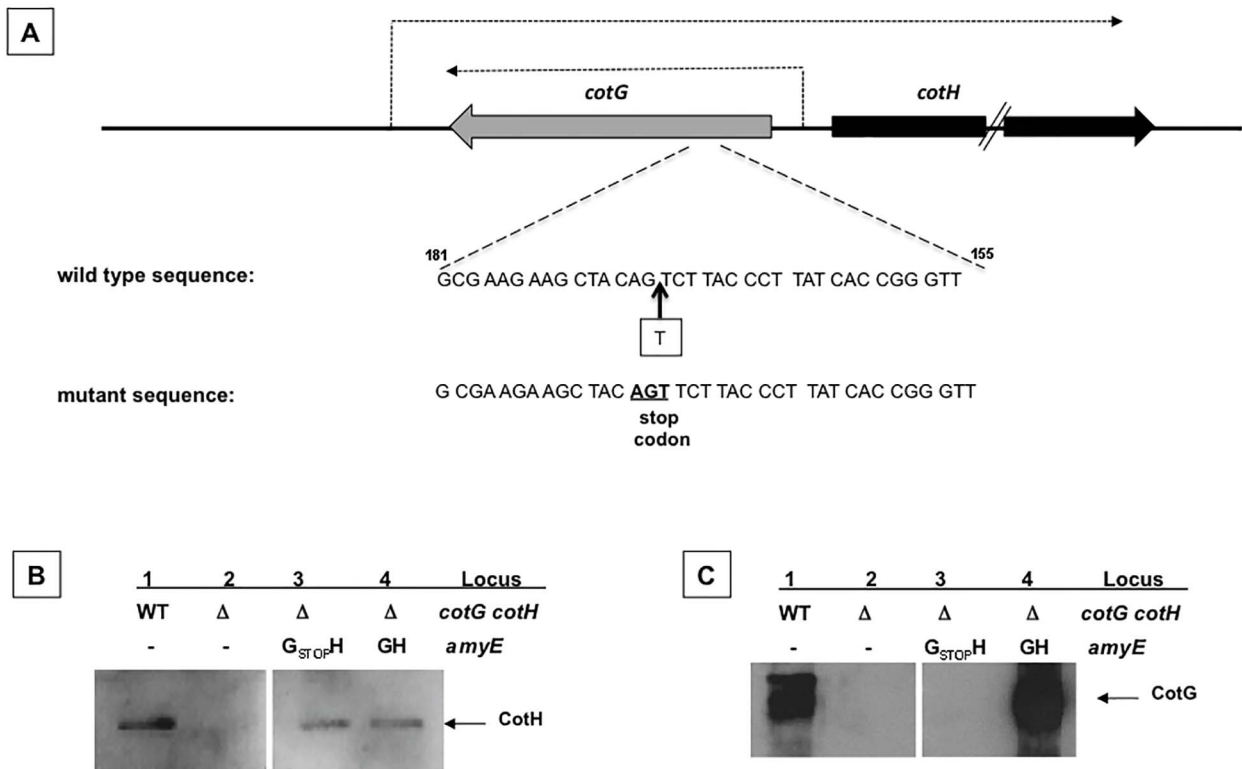 A
cotG cotH
181 155
wild type sequence: GCG AAG AAG CTA CAG TCT TAC CCT TAT CAC CGG GTT
T
mutant sequence: G CGA AGA AGC TAC AGT TCT TAC CCT TAT CAC CGG GTT
stop
codon
B
1 2 3 4 Locus
WT Δ Δ Δ cotG cotH
- - GSTOPH GH amyE
CotH
C
1 2 3 4 Locus
WT Δ Δ Δ cotG cotH
- - GSTOPH GH amyE
CotG